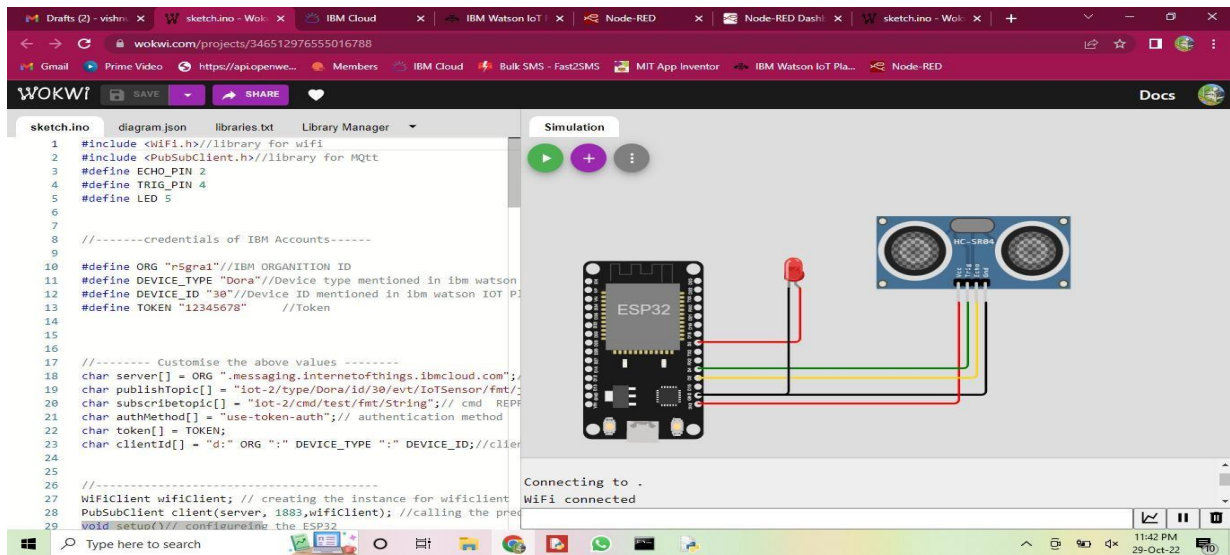 Drafts (2) - vishnu
sketch.ino - Wok
IBM Cloud
IBM Watson IoT
Node-RED
Node-RED Dash
sketch.ino - Wok
wokwi.com/projects/346512976555016788
Gmail
Prime Video
https://api.openwe...
Members
IBM Cloud
Bulk SMS - Fast2SMS
MIT App Inventor
IBM Watson IoT Pla...
Node-RED
WOKWI
SAVE
SHARE
Docs
sketch.ino
diagram.json
libraries.txt
Library Manager
Simulation
1 #include <WiFi.h>//library for wifi
2 #include <PubSubClient.h>//library for MQtt
3 #define ECHO_PIN 2
4 #define TRIG_PIN 4
5 #define LED 5
6
7
8 //-------credentials of IBM Accounts------
9
10 #define ORG "r5gra1"//IBM ORGANITION ID
11 #define DEVICE_TYPE "Dora"//Device type mentioned in ibm watson
12 #define DEVICE_ID "30"//Device ID mentioned in ibm watson IOT Pl
13 #define TOKEN "12345678" //Token
14
15
16
17 //-------- Customise the above values --------
18 char server[] = ORG ".messaging.internetofthings.ibmcloud.com";/
19 char publishTopic[] = "iot-2/type/Dora/id/30/evt/IoTSensor/fmt/j
20 char subscribetopic[] = "iot-2/cmd/test/fmt/String";// cmd REPR
21 char authMethod[] = "use-token-auth";// authentication method
22 char token[] = TOKEN;
23 char clientId[] = "d:" ORG ":" DEVICE_TYPE ":" DEVICE_ID;//clien
24
25
26 //-----------------------------------------
27 WiFiClient wifiClient; // creating the instance for wificlient
28 PubSubClient client(server, 1883,wifiClient); //calling the pred
29 void setup()// configureing the ESP32
ESP32
HC-SR04
Vcc
Trig
Echo
Gnd
Connecting to .
WiFi connected
Type here to search
11:42 PM
29-Oct-22